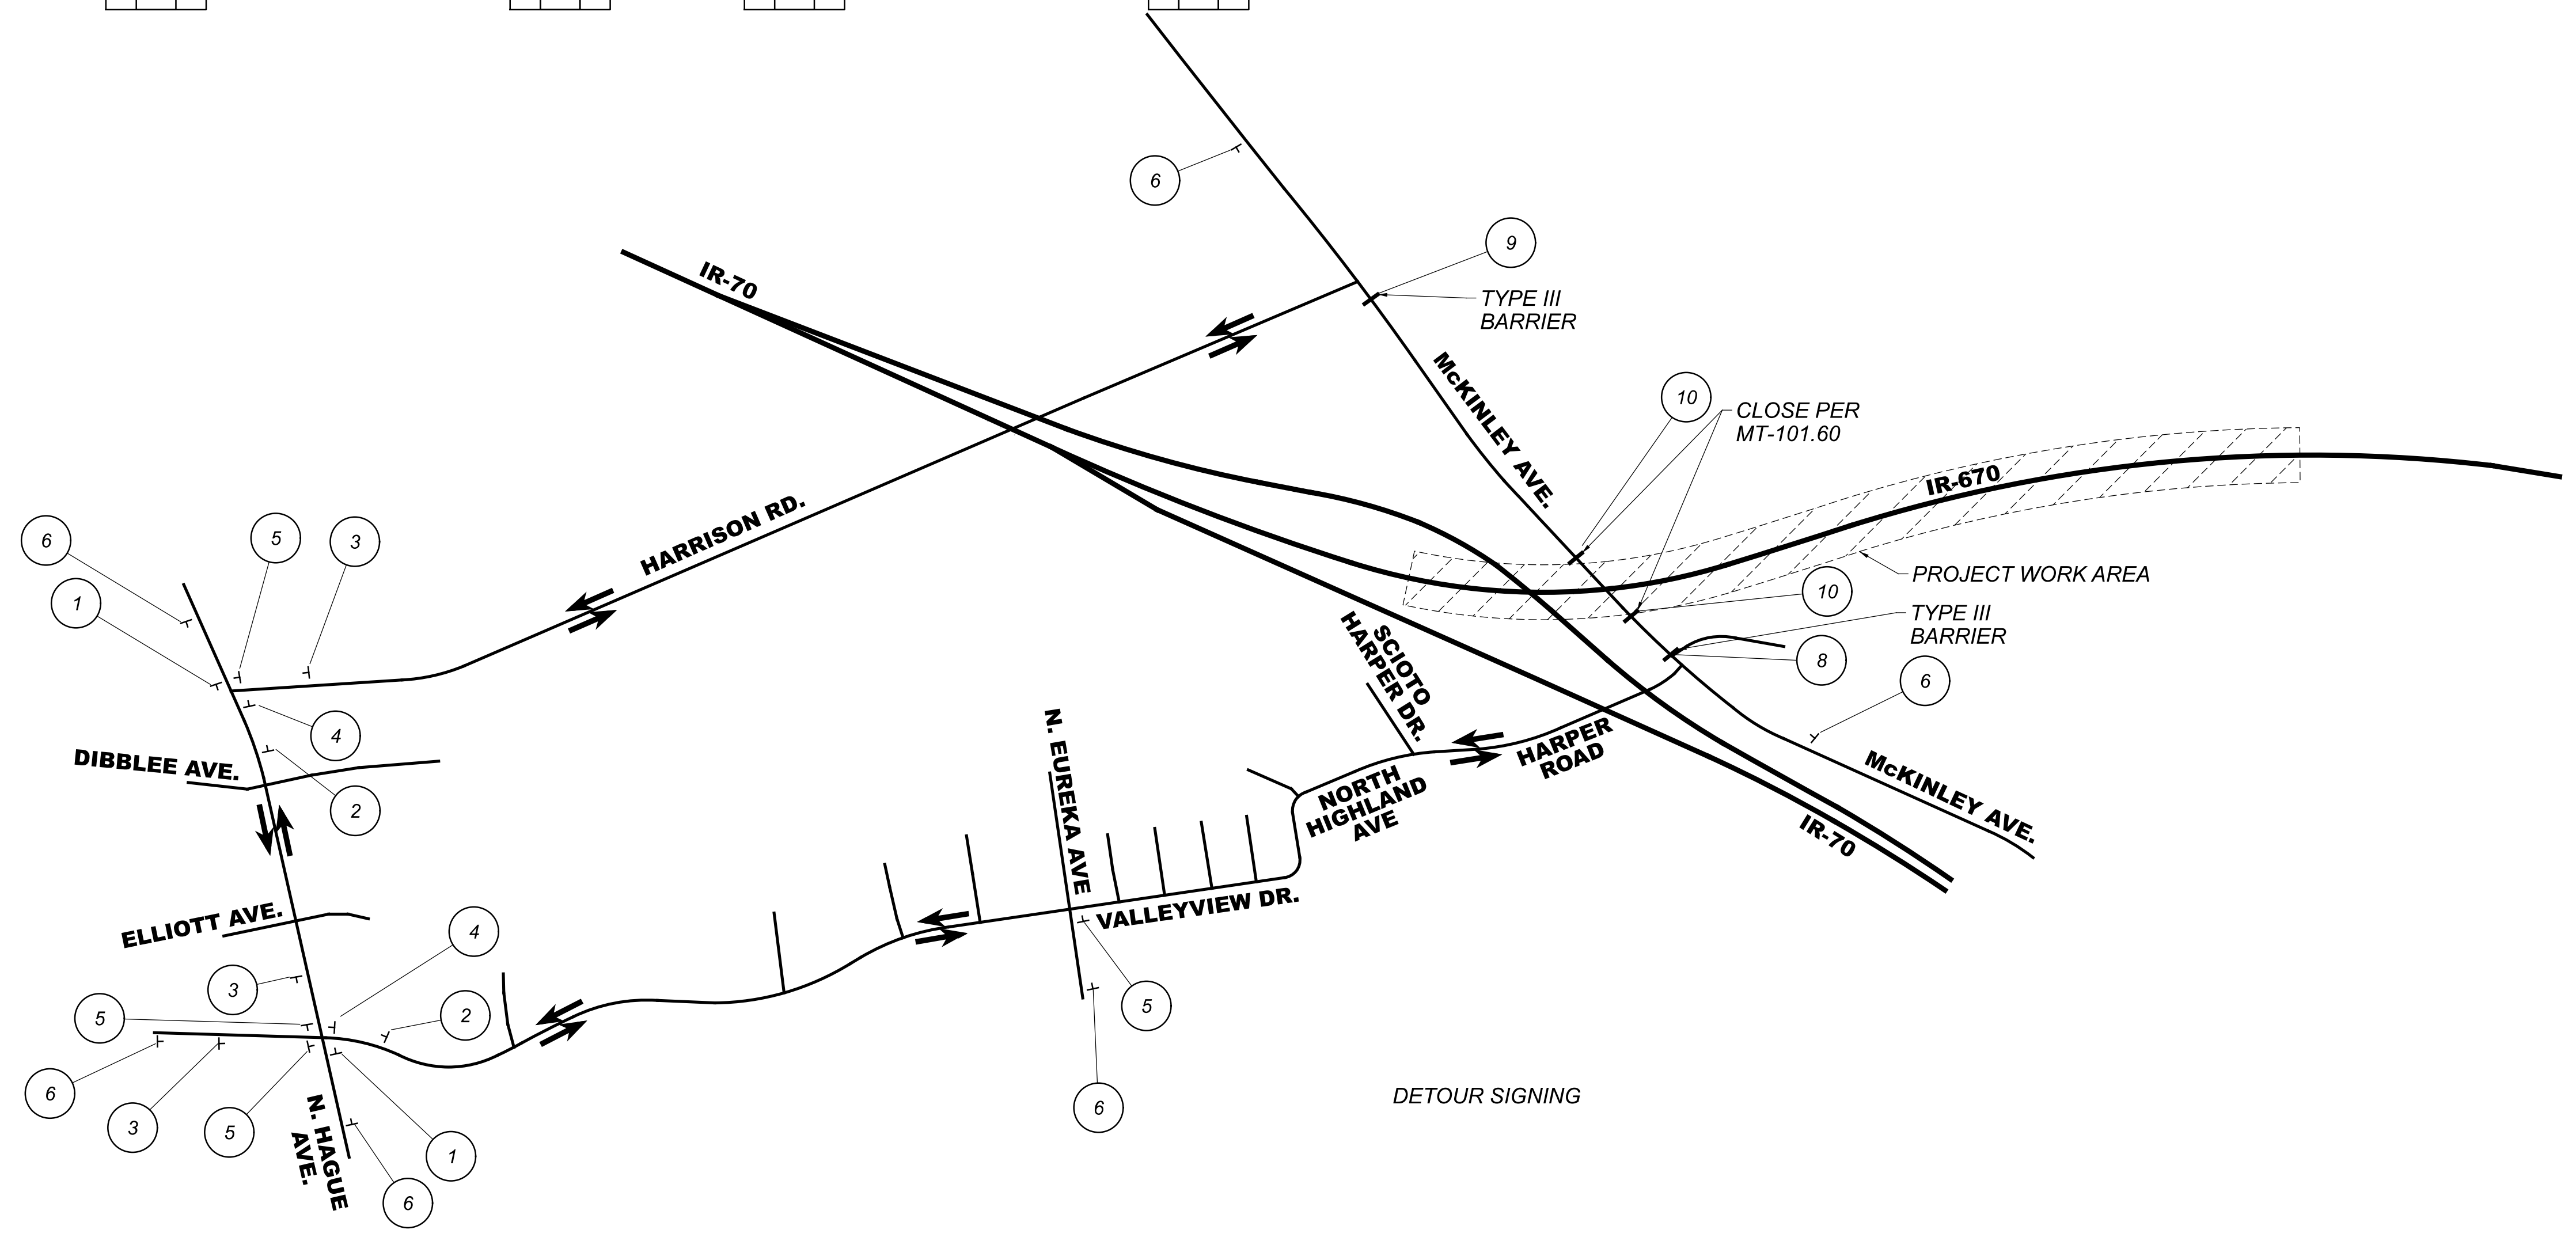 6
9
IR-70
TYPE III
BARRIER
McKINLEY AVE.
10
CLOSE PER
MT-101.60
IR-670
HARRISON RD.
6
5
3
1
PROJECT WORK AREA
10
TYPE III
BARRIER
8
6
SCIOTO
HARPER DR.
4
DIBBLEE AVE.
2
N. EUREKA AVE
HARPER
ROAD
NORTH
HIGHLAND
AVE
McKINLEY AVE.
IR-70
VALLEYVIEW DR.
ELLIOTT AVE.
4
3
5
2
5
6
3
5
1
6
N. HAGUE
AVE.
6
DETOUR SIGNING